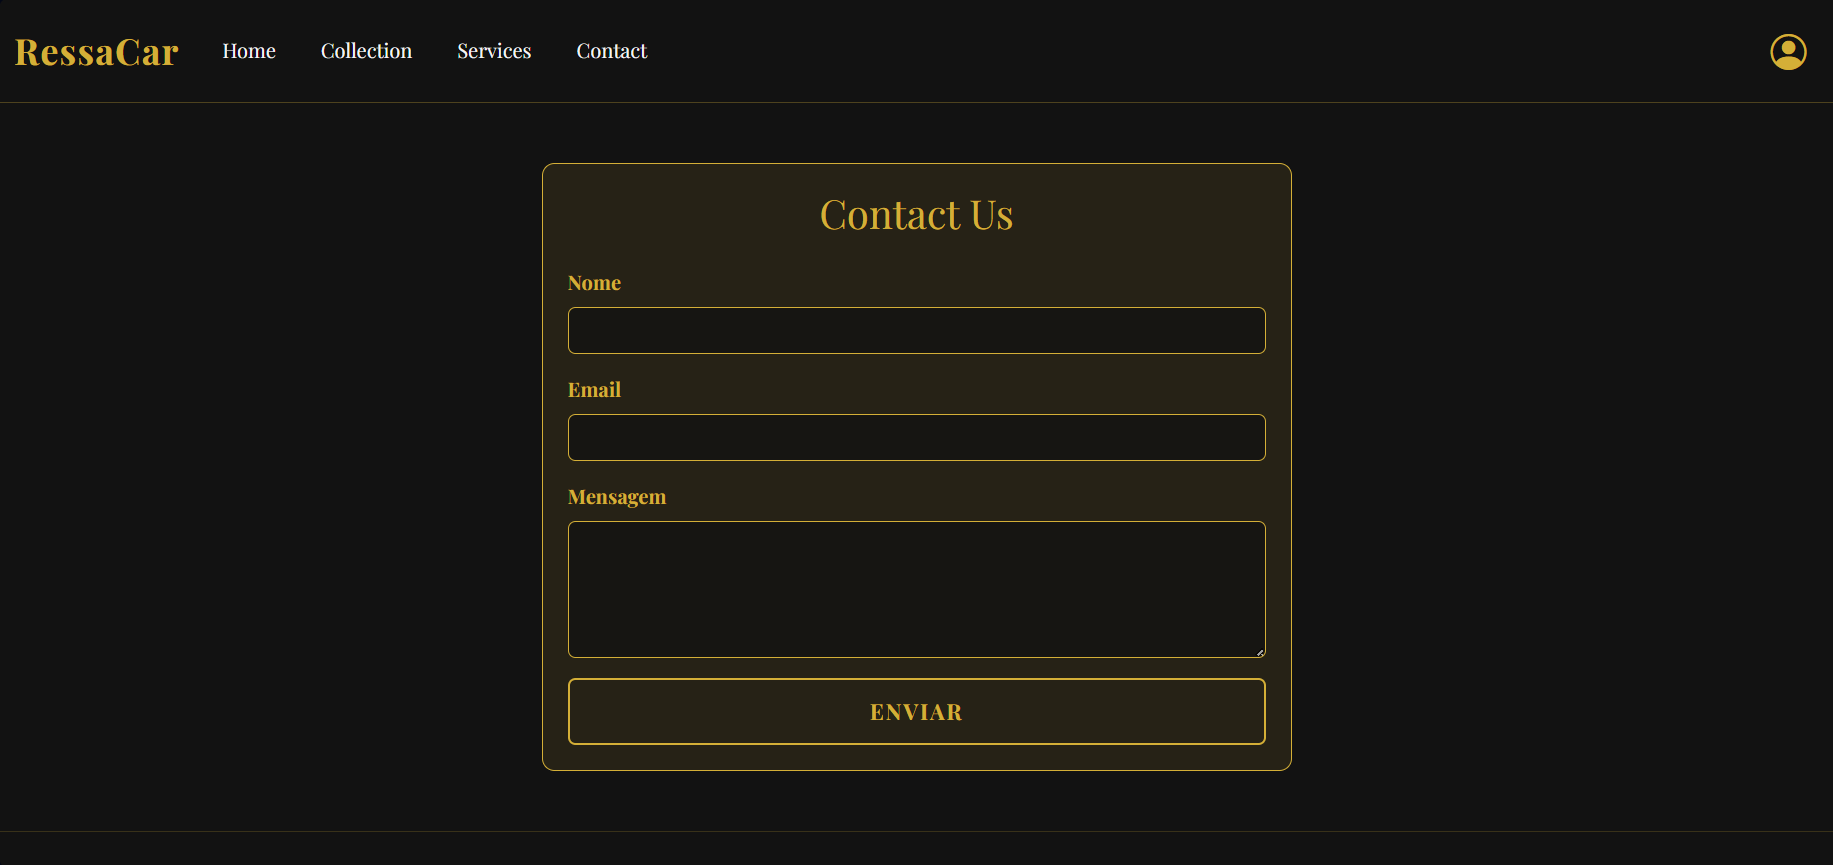 RessaCar Home Collection Services Contact
Contact Us
Nome
Email
Mensagem
ENVIAR